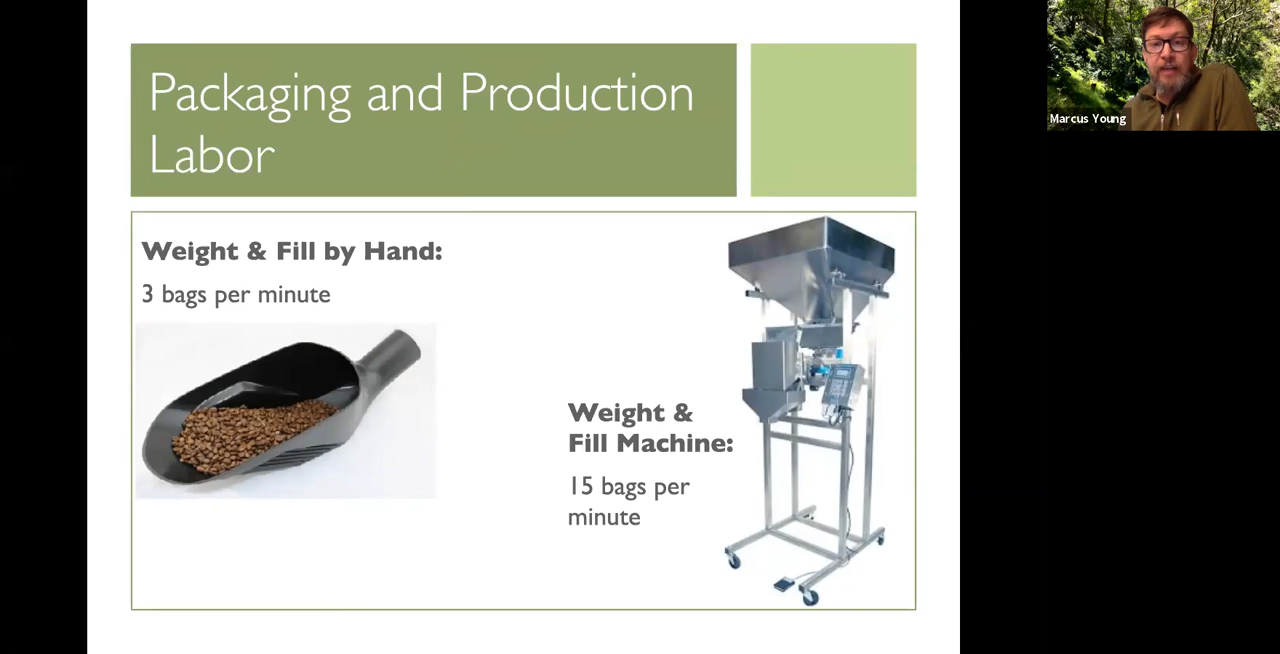 Packaging and Production
Labor
Weight & Fill by Hand:
3 bags per minute
Weight &
Fill Machine:
15 bags per
minute
Marcus Young